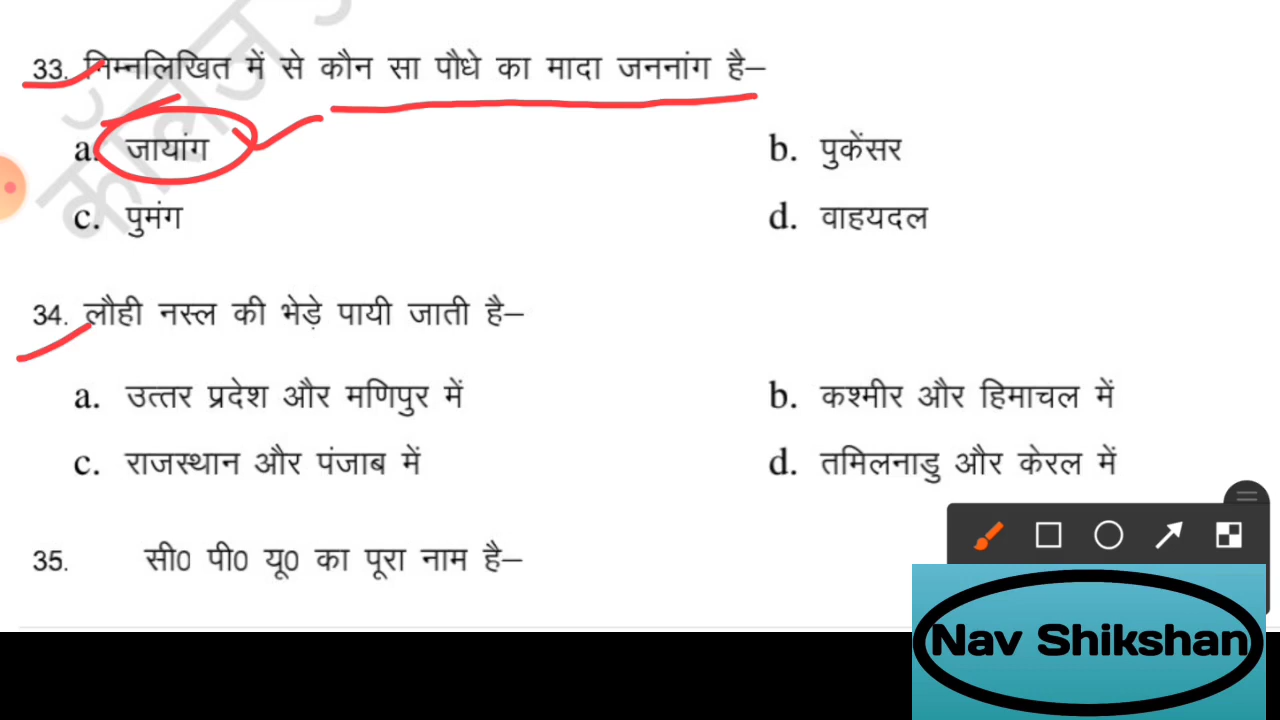 33. निम्नलिखित में से कौन सा पौधे का मादा जननांग है–
a. जायांग
b. पुकेंसर
c. पुमंग
d. वाहयदल
34. लौही नस्ल की भेड़े पायी जाती है–
a. उत्तर प्रदेश और मणिपुर में
b. कश्मीर और हिमाचल में
c. राजस्थान और पंजाब में
d. तमिलनाडु और केरल में
35. सी0 पी0 यू0 का पूरा नाम है–
Nav Shikshan